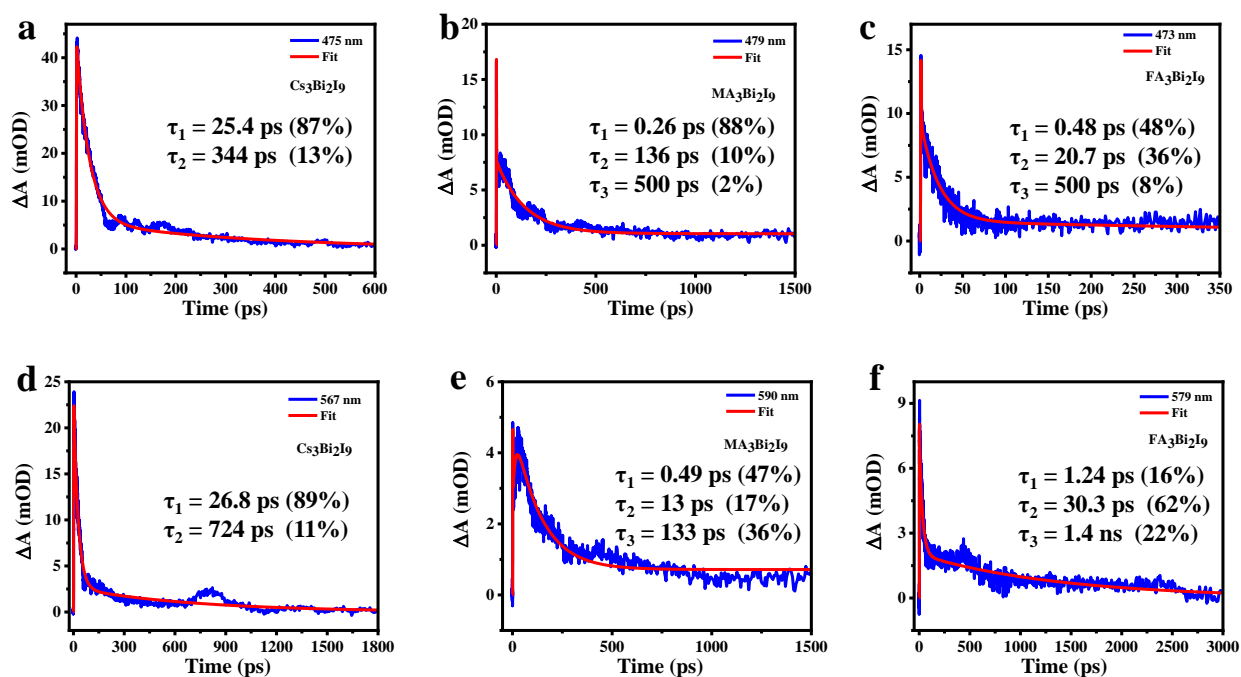 a
475 nm
Fit
Cs3Bi2I9
τ1 = 25.4 ps (87%)
τ2 = 344 ps (13%)
ΔA (mOD)
40
30
20
10
0
0 100 200 300 400 500 600
Time (ps)
b
479 nm
Fit
MA3Bi2I9
τ1 = 0.26 ps (88%)
τ2 = 136 ps (10%)
τ3 = 500 ps (2%)
ΔA (mOD)
20
15
10
5
0
0 500 1000 1500
Time (ps)
c
473 nm
Fit
FA3Bi2I9
τ1 = 0.48 ps (48%)
τ2 = 20.7 ps (36%)
τ3 = 500 ps (8%)
ΔA (mOD)
15
10
5
0
0 50 100 150 200 250 300 350
Time (ps)
d
567 nm
Fit
Cs3Bi2I9
τ1 = 26.8 ps (89%)
τ2 = 724 ps (11%)
ΔA (mOD)
25
20
15
10
5
0
0 300 600 900 1200 1500 1800
Time (ps)
e
590 nm
Fit
MA3Bi2I9
τ1 = 0.49 ps (47%)
τ2 = 13 ps (17%)
τ3 = 133 ps (36%)
ΔA (mOD)
6
4
2
0
0 500 1000 1500
Time (ps)
f
579 nm
Fit
FA3Bi2I9
τ1 = 1.24 ps (16%)
τ2 = 30.3 ps (62%)
τ3 = 1.4 ns (22%)
ΔA (mOD)
9
6
3
0
0 500 1000 1500 2000 2500 3000
Time (ps)